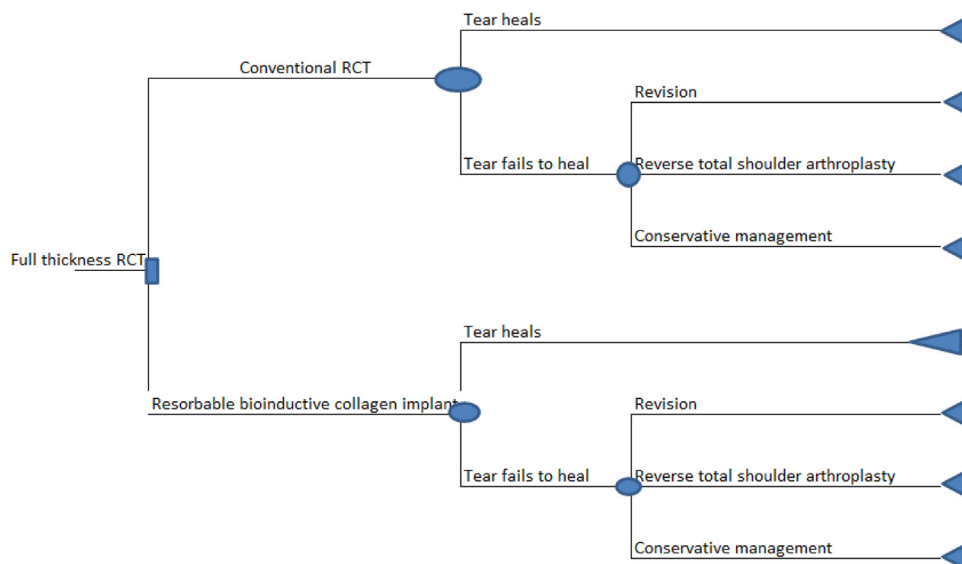 Tear heals
Conventional RCT
Revision
Tear fails to heal
Reverse total shoulder arthroplasty
Conservative management
Full thickness RCT
Tear heals
Resorbable bioinductive collagen implant
Revision
Tear fails to heal
Reverse total shoulder arthroplasty
Conservative management